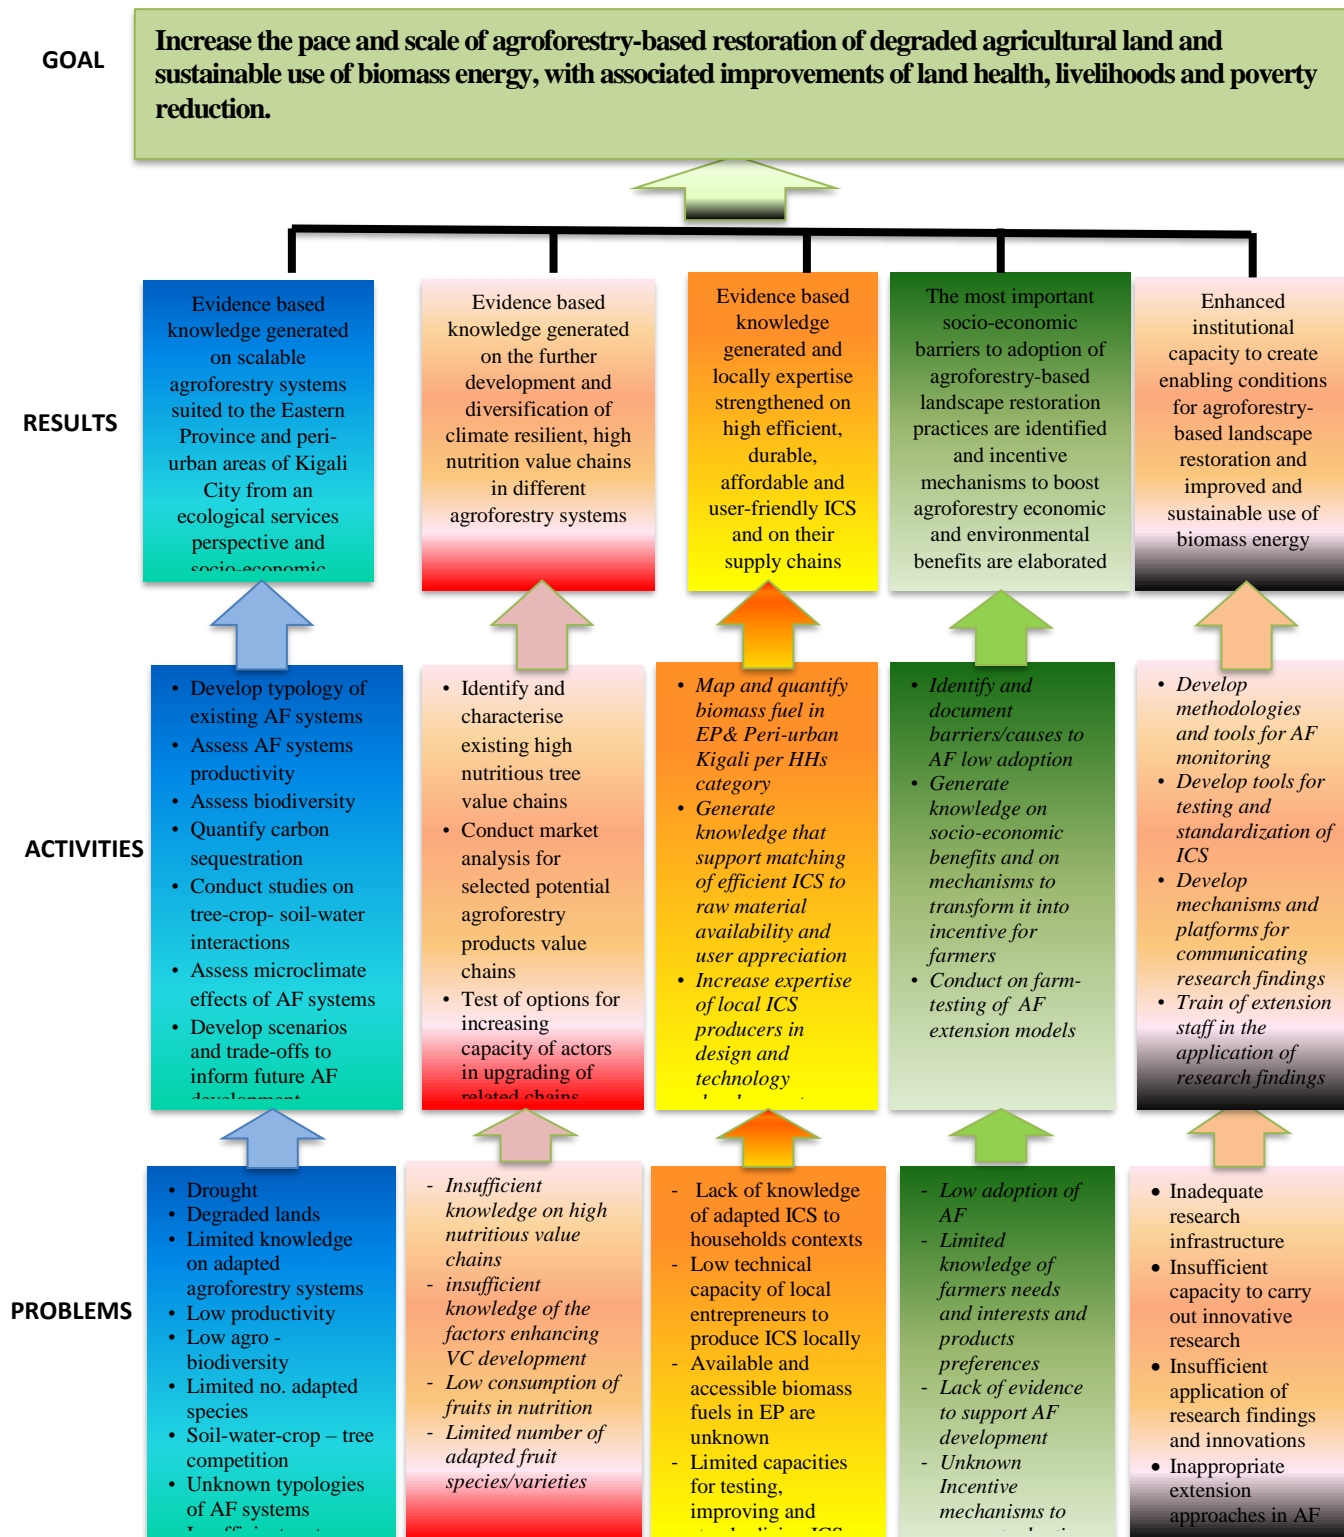 GOAL
Increase the pace and scale of agroforestry-based restoration of degraded agricultural land and
sustainable use of biomass energy, with associated improvements of land health, livelihoods and poverty
reduction.
RESULTS
Evidence based
knowledge generated
on scalable
agroforestry systems
suited to the Eastern
Province and peri-
urban areas of Kigali
City from an
ecological services
perspective and
socio-economic
Evidence based
knowledge generated
on the further
development and
diversification of
climate resilient, high
nutrition value chains
in different
agroforestry systems
Evidence based
knowledge
generated and
locally expertise
strengthened on
high efficient,
durable,
affordable and
user-friendly ICS
and on their
supply chains
The most important
socio-economic
barriers to adoption of
agroforestry-based
landscape restoration
practices are identified
and incentive
mechanisms to boost
agroforestry economic
and environmental
benefits are elaborated
Enhanced
institutional
capacity to create
enabling conditions
for agroforestry-
based landscape
restoration and
improved and
sustainable use of
biomass energy
ACTIVITIES
• Develop typology of
existing AF systems
• Assess AF systems
productivity
• Assess biodiversity
• Quantify carbon
sequestration
• Conduct studies on
tree-crop- soil-water
interactions
• Assess microclimate
effects of AF systems
• Develop scenarios
and trade-offs to
inform future AF
development
• Identify and
characterise
existing high
nutritious tree
value chains
• Conduct market
analysis for
selected potential
agroforestry
products value
chains
• Test of options for
increasing
capacity of actors
in upgrading of
related chains
• Map and quantify
biomass fuel in
EP& Peri-urban
Kigali per HHs
category
• Generate
knowledge that
support matching
of efficient ICS to
raw material
availability and
user appreciation
• Increase expertise
of local ICS
producers in
design and
technology
• Identify and
document
barriers/causes to
AF low adoption
• Generate
knowledge on
socio-economic
benefits and on
mechanisms to
transform it into
incentive for
farmers
• Conduct on farm-
testing of AF
extension models
• Develop
methodologies
and tools for AF
monitoring
• Develop tools for
testing and
standardization of
ICS
• Develop
mechanisms and
platforms for
communicating
research findings
• Train of extension
staff in the
application of
research findings
PROBLEMS
• Drought
• Degraded lands
• Limited knowledge
on adapted
agroforestry systems
• Low productivity
• Low agro -
biodiversity
• Limited no. adapted
species
• Soil-water-crop – tree
competition
• Unknown typologies
of AF systems
- Insufficient
knowledge on high
nutritious value
chains
- insufficient
knowledge of the
factors enhancing
VC development
- Low consumption of
fruits in nutrition
- Limited number of
adapted fruit
species/varieties
- Lack of knowledge
of adapted ICS to
households contexts
- Low technical
capacity of local
entrepreneurs to
produce ICS locally
- Available and
accessible biomass
fuels in EP are
unknown
- Limited capacities
for testing,
improving and
- Low adoption of
AF
- Limited
knowledge of
farmers needs
and interests and
products
preferences
- Lack of evidence
to support AF
development
- Unknown
Incentive
mechanisms to
• Inadequate
research
infrastructure
• Insufficient
capacity to carry
out innovative
research
• Insufficient
application of
research findings
and innovations
• Inappropriate
extension
approaches in AF